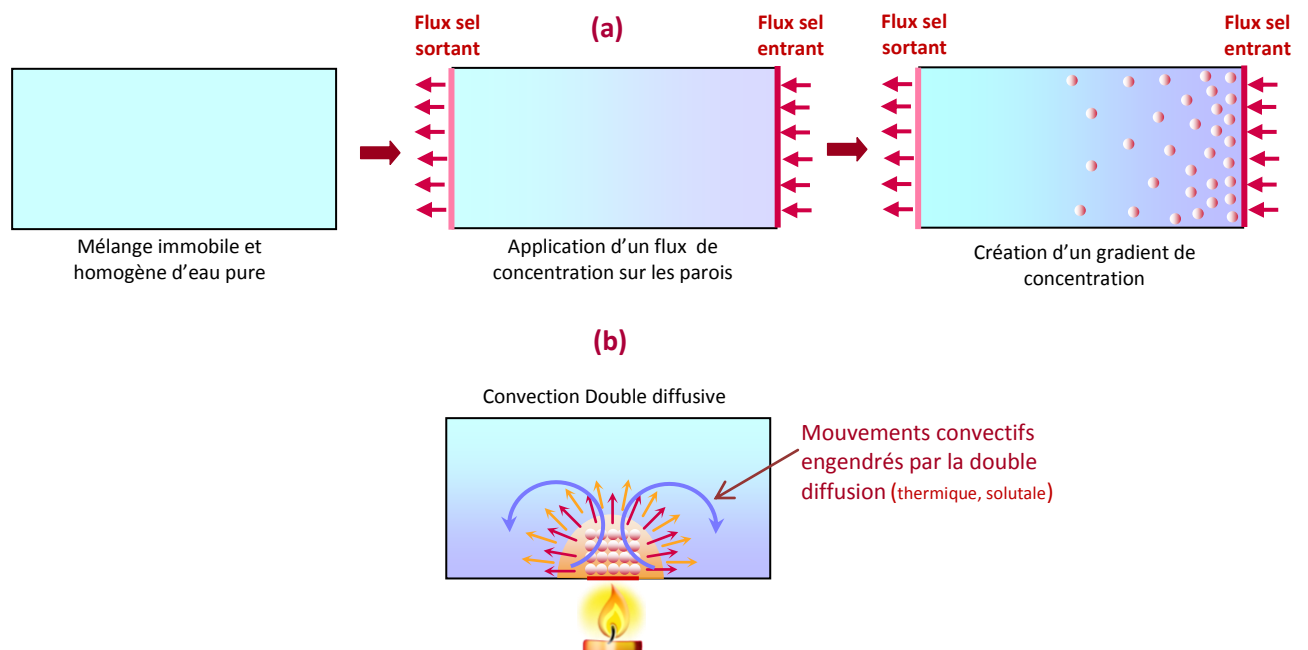 Flux sel
sortant
(a)
Flux sel
entrant
Flux sel
sortant
Flux sel
entrant
Mélange immobile et
homogène d'eau pure
Application d'un flux de
concentration sur les parois
Création d'un gradient de
concentration
(b)
Convection Double diffusive
Mouvements convectifs
engendrés par la double
diffusion (thermique, solutale)